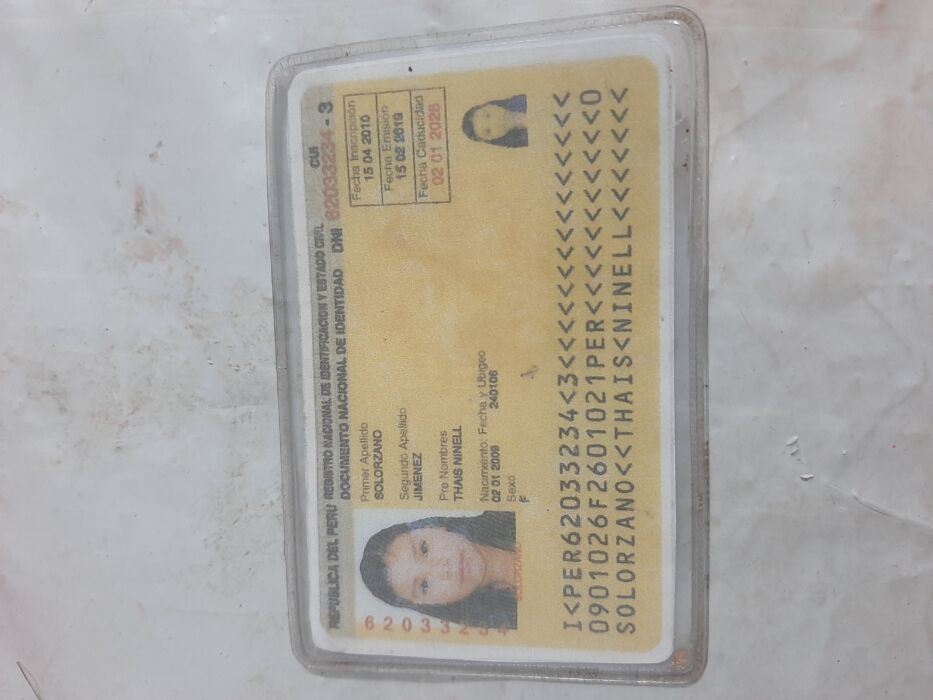 REPUBLICA DEL PERU REGISTRO NACIONAL DE IDENTIFICACION Y ESTADO CIVIL
DOCUMENTO NACIONAL DE IDENTIDAD DNI
CUI
62033234 - 3
Primer Apellido
SOLORZANO
Segundo Apellido
JIMENEZ
Pre Nombres
THAIS NINELL
Nacimiento: Fecha y Ubigeo
02 01 2009 240106
Sexo
F
Fecha Inscripción
15 04 2010
Fecha Emisión
15 02 2019
Fecha Caducidad
02 01 2026
62033234
I<PER62033234<3<<<<<<<<<<<<<<<
0901026F2601021PER<<<<<<<<<<<0
SOLORZANO<<THAIS<NINELL<<<<<<<